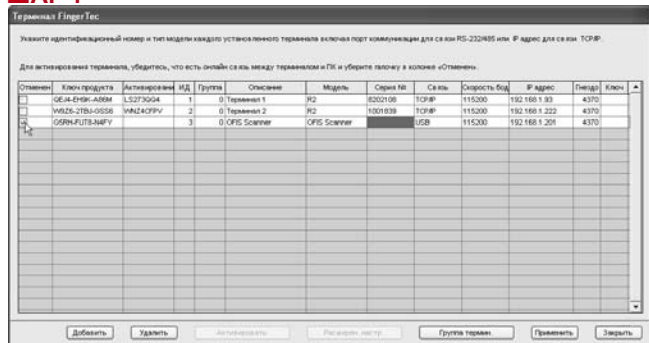 Терминал FingerTec
Укажите идентификационный номер и тип модели каждого установленного терминала включая порт коммуникации для связи RS-232/485 или IP адрес для связи TCP/IP.
Для активирования терминала, убедитесь, что есть онлайн связь между терминалом и ПК и уберите галочку в колонке «Отменен».
Отменен Ключ продукта Активирование ИД Группа Описание Модель Серия № Связь Скорость бод IP адрес Гнездо Ключ
GEJ4-EH9K-A86M LS273GG4 1 0 Терминал 1 R2 8202108 TCP/IP 115200 192.168.1.93 4370
W9Z6-2TBJ-GSS6 WNZ4CFPV 2 0 Терминал 2 R2 1001839 TCP/IP 115200 192.168.1.222 4370
GSRH-FUT8-N4FY 3 0 OFIS Scanner OFIS Scanner USB 115200 192.168.1.201 4370
Добавить Удалить Активировать Расширен. настр. Группа термин. Применить Закрыть